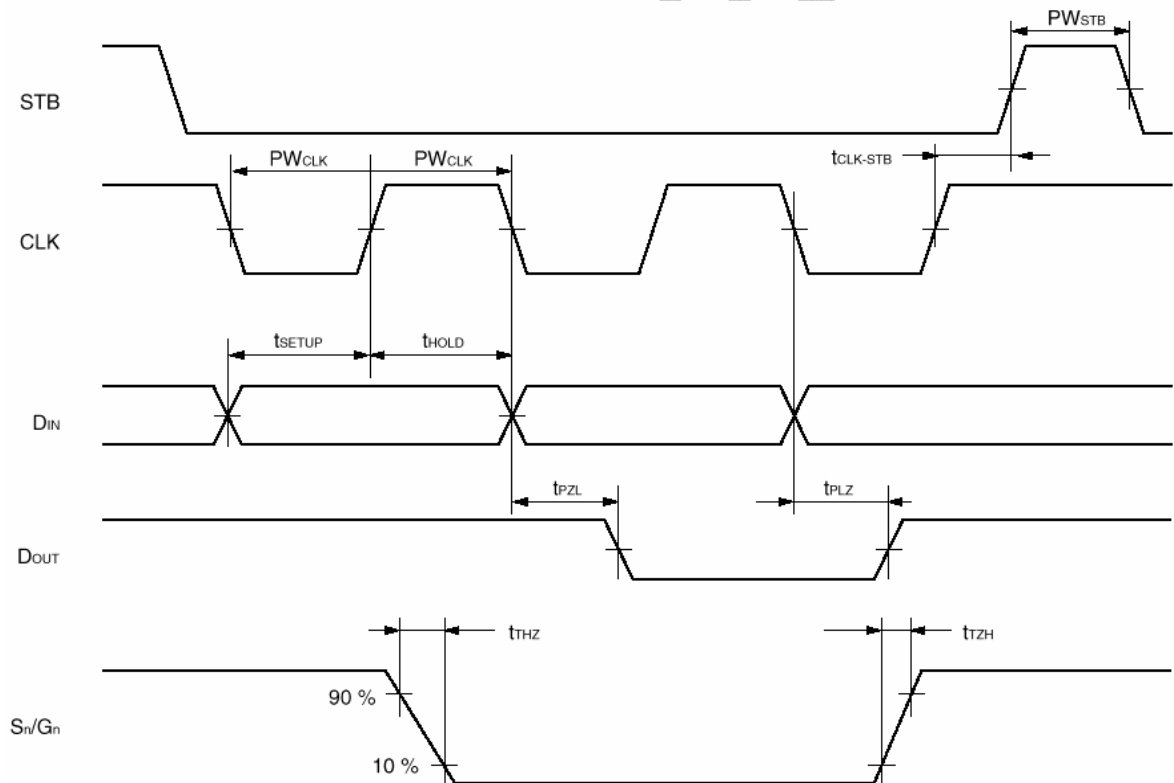 PWSTB
STB
PWCLK PWCLK
tCLK-STB
CLK
tSETUP tHOLD
DIN
tPZL tPLZ
DOUT
tTHZ tTZH
90 %
Sn/Gn
10 %